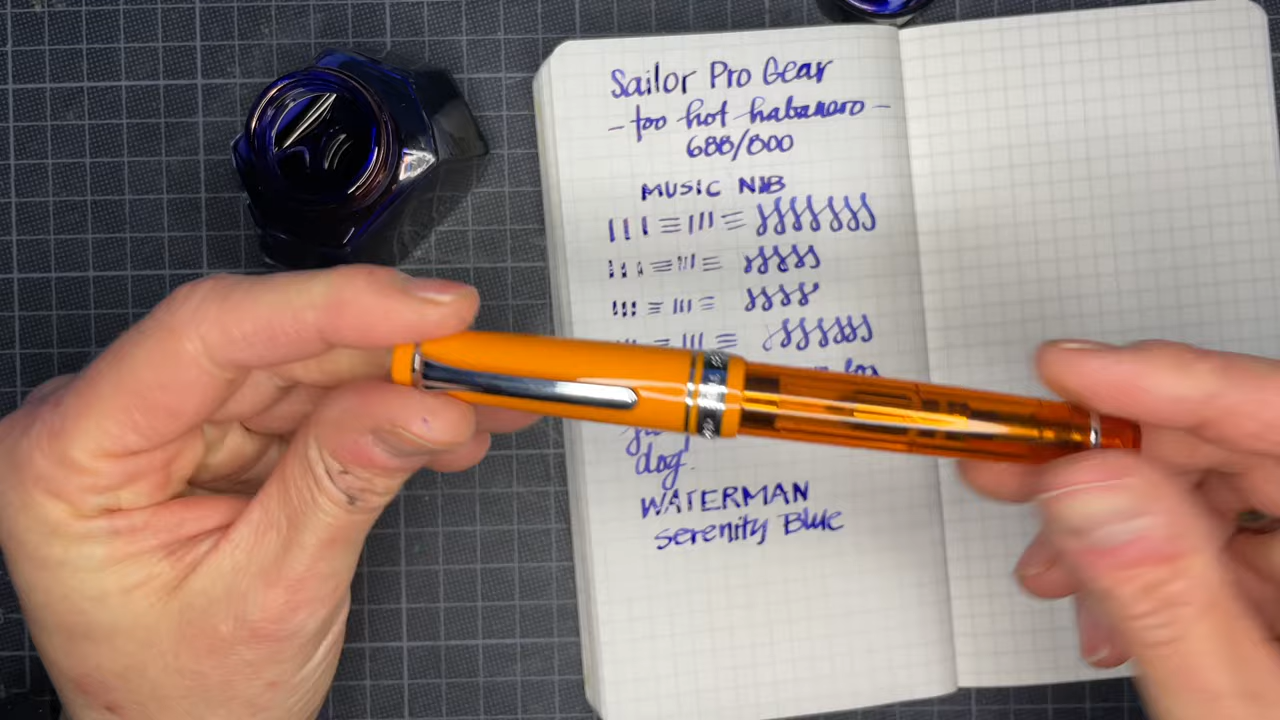 Sailor Pro Gear
- too hot habanero -
688/800
MUSIC NIB
dog.
WATERMAN
Serenity Blue